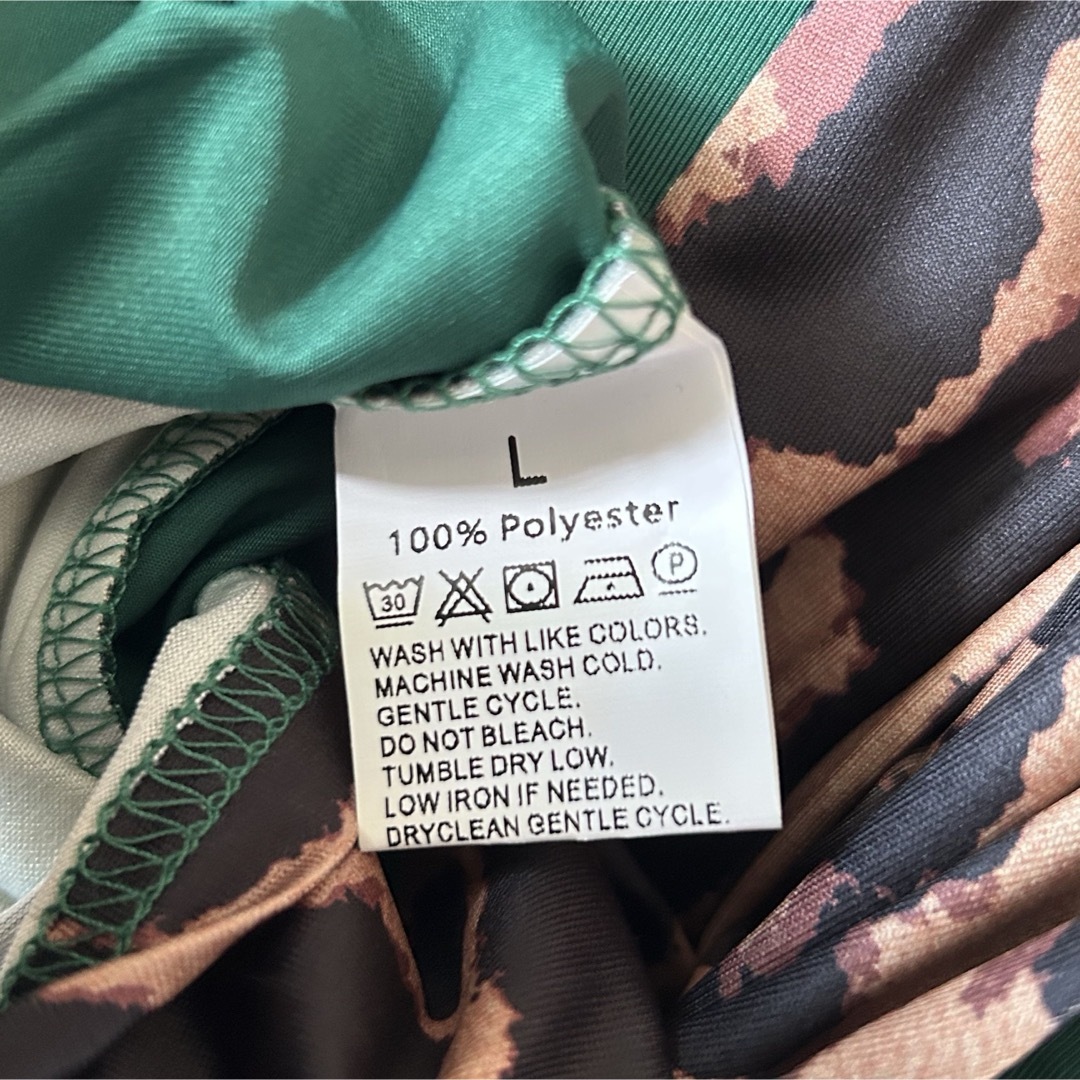 L
100% Polyester
30 P
WASH WITH LIKE COLORS.
MACHINE WASH COLD.
GENTLE CYCLE.
DO NOT BLEACH.
TUMBLE DRY LOW.
LOW IRON IF NEEDED.
DRYCLEAN GENTLE CYCLE.